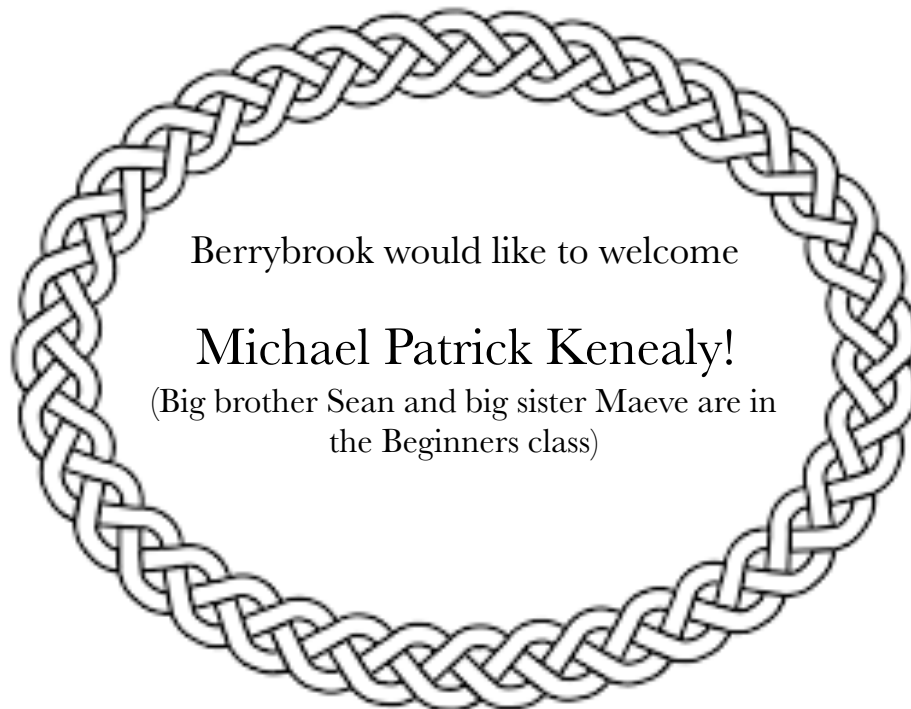 Berrybrook would like to welcome
Michael Patrick Kenealy!
(Big brother Sean and big sister Maeve are in
the Beginners class)